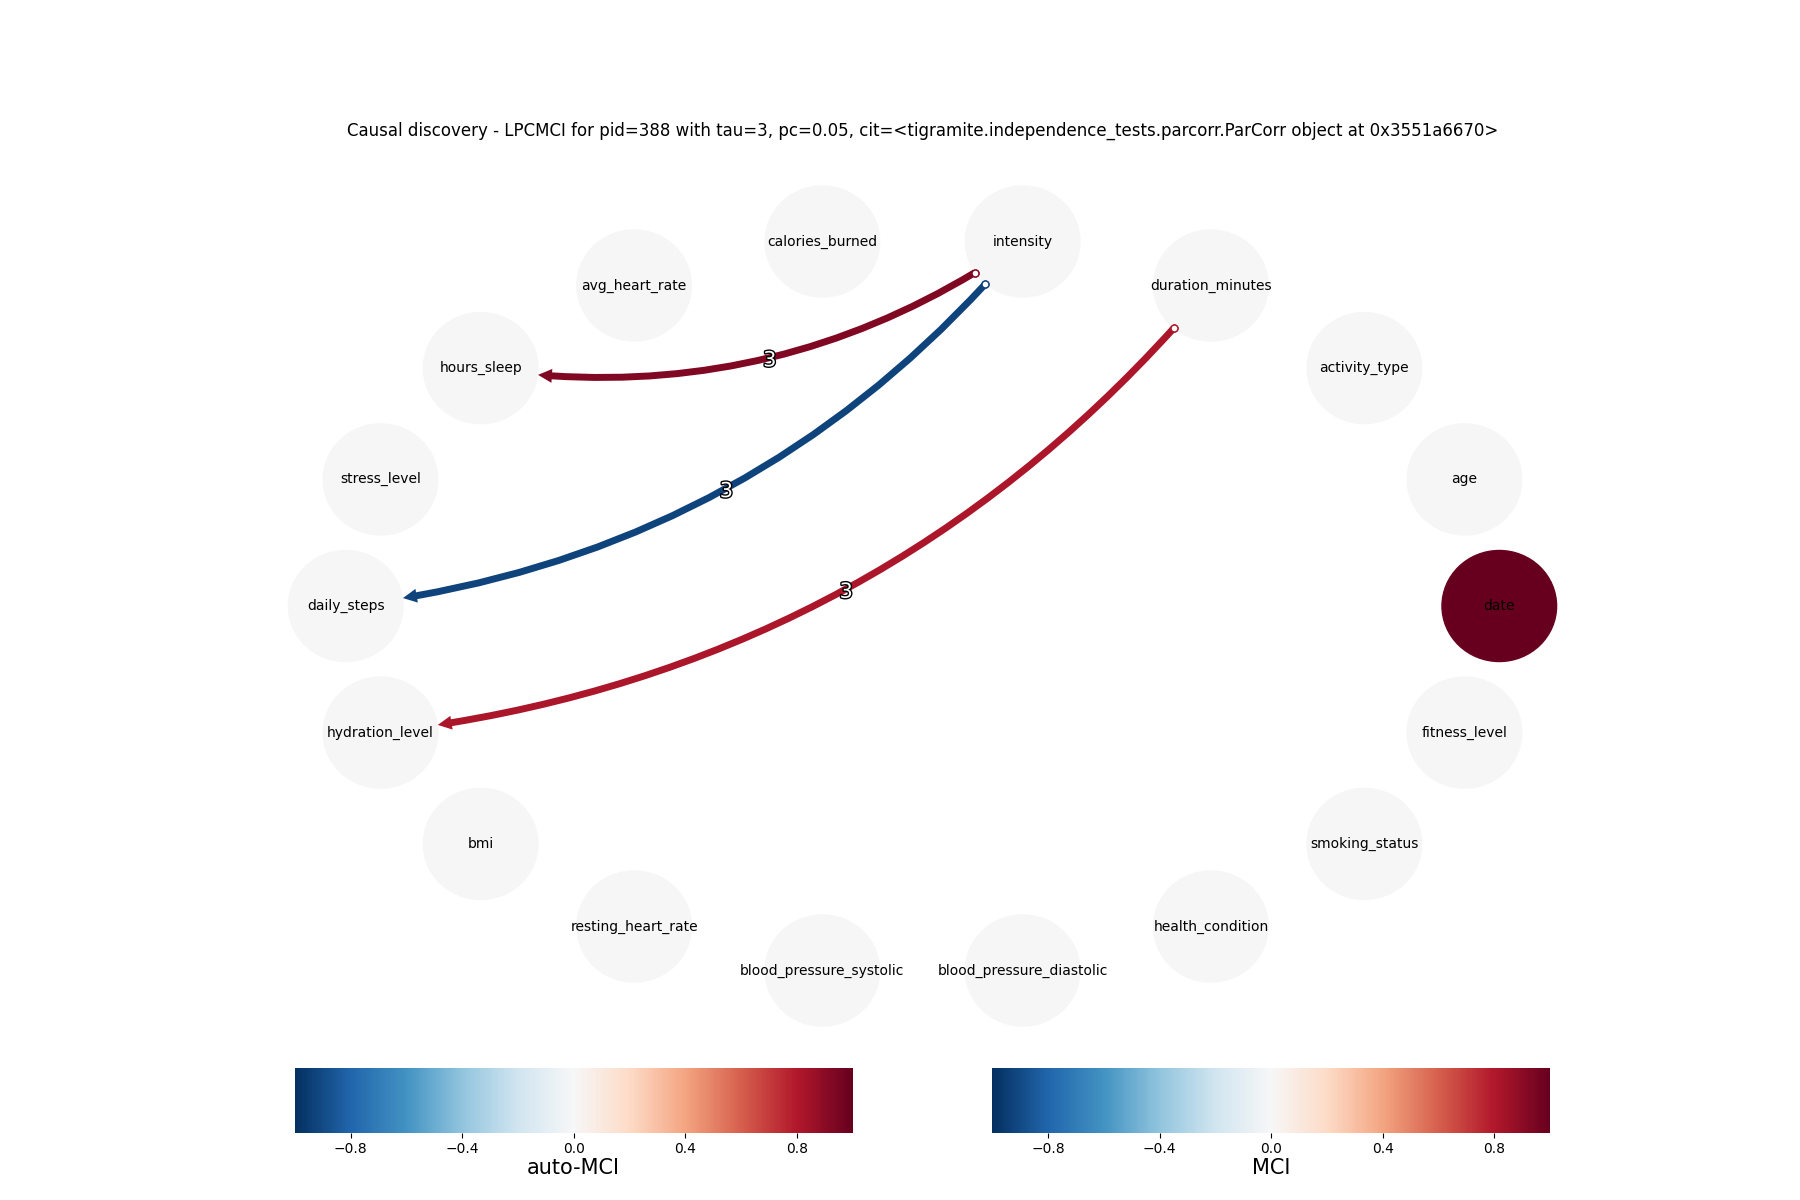 Causal discovery - LPCMCI for pid=388 with tau=3, pc=0.05, cit=<tigramite.independence_tests.parcorr.ParCorr object at 0x3551a6670>
calories_burned
intensity
avg_heart_rate
duration_minutes
3
hours_sleep
activity_type
stress_level
age
3
3
daily_steps
date
hydration_level
fitness_level
bmi
smoking_status
resting_heart_rate
health_condition
blood_pressure_systolic
blood_pressure_diastolic
−0.8 −0.4 0.0 0.4 0.8
auto-MCI
−0.8 −0.4 0.0 0.4 0.8
MCI